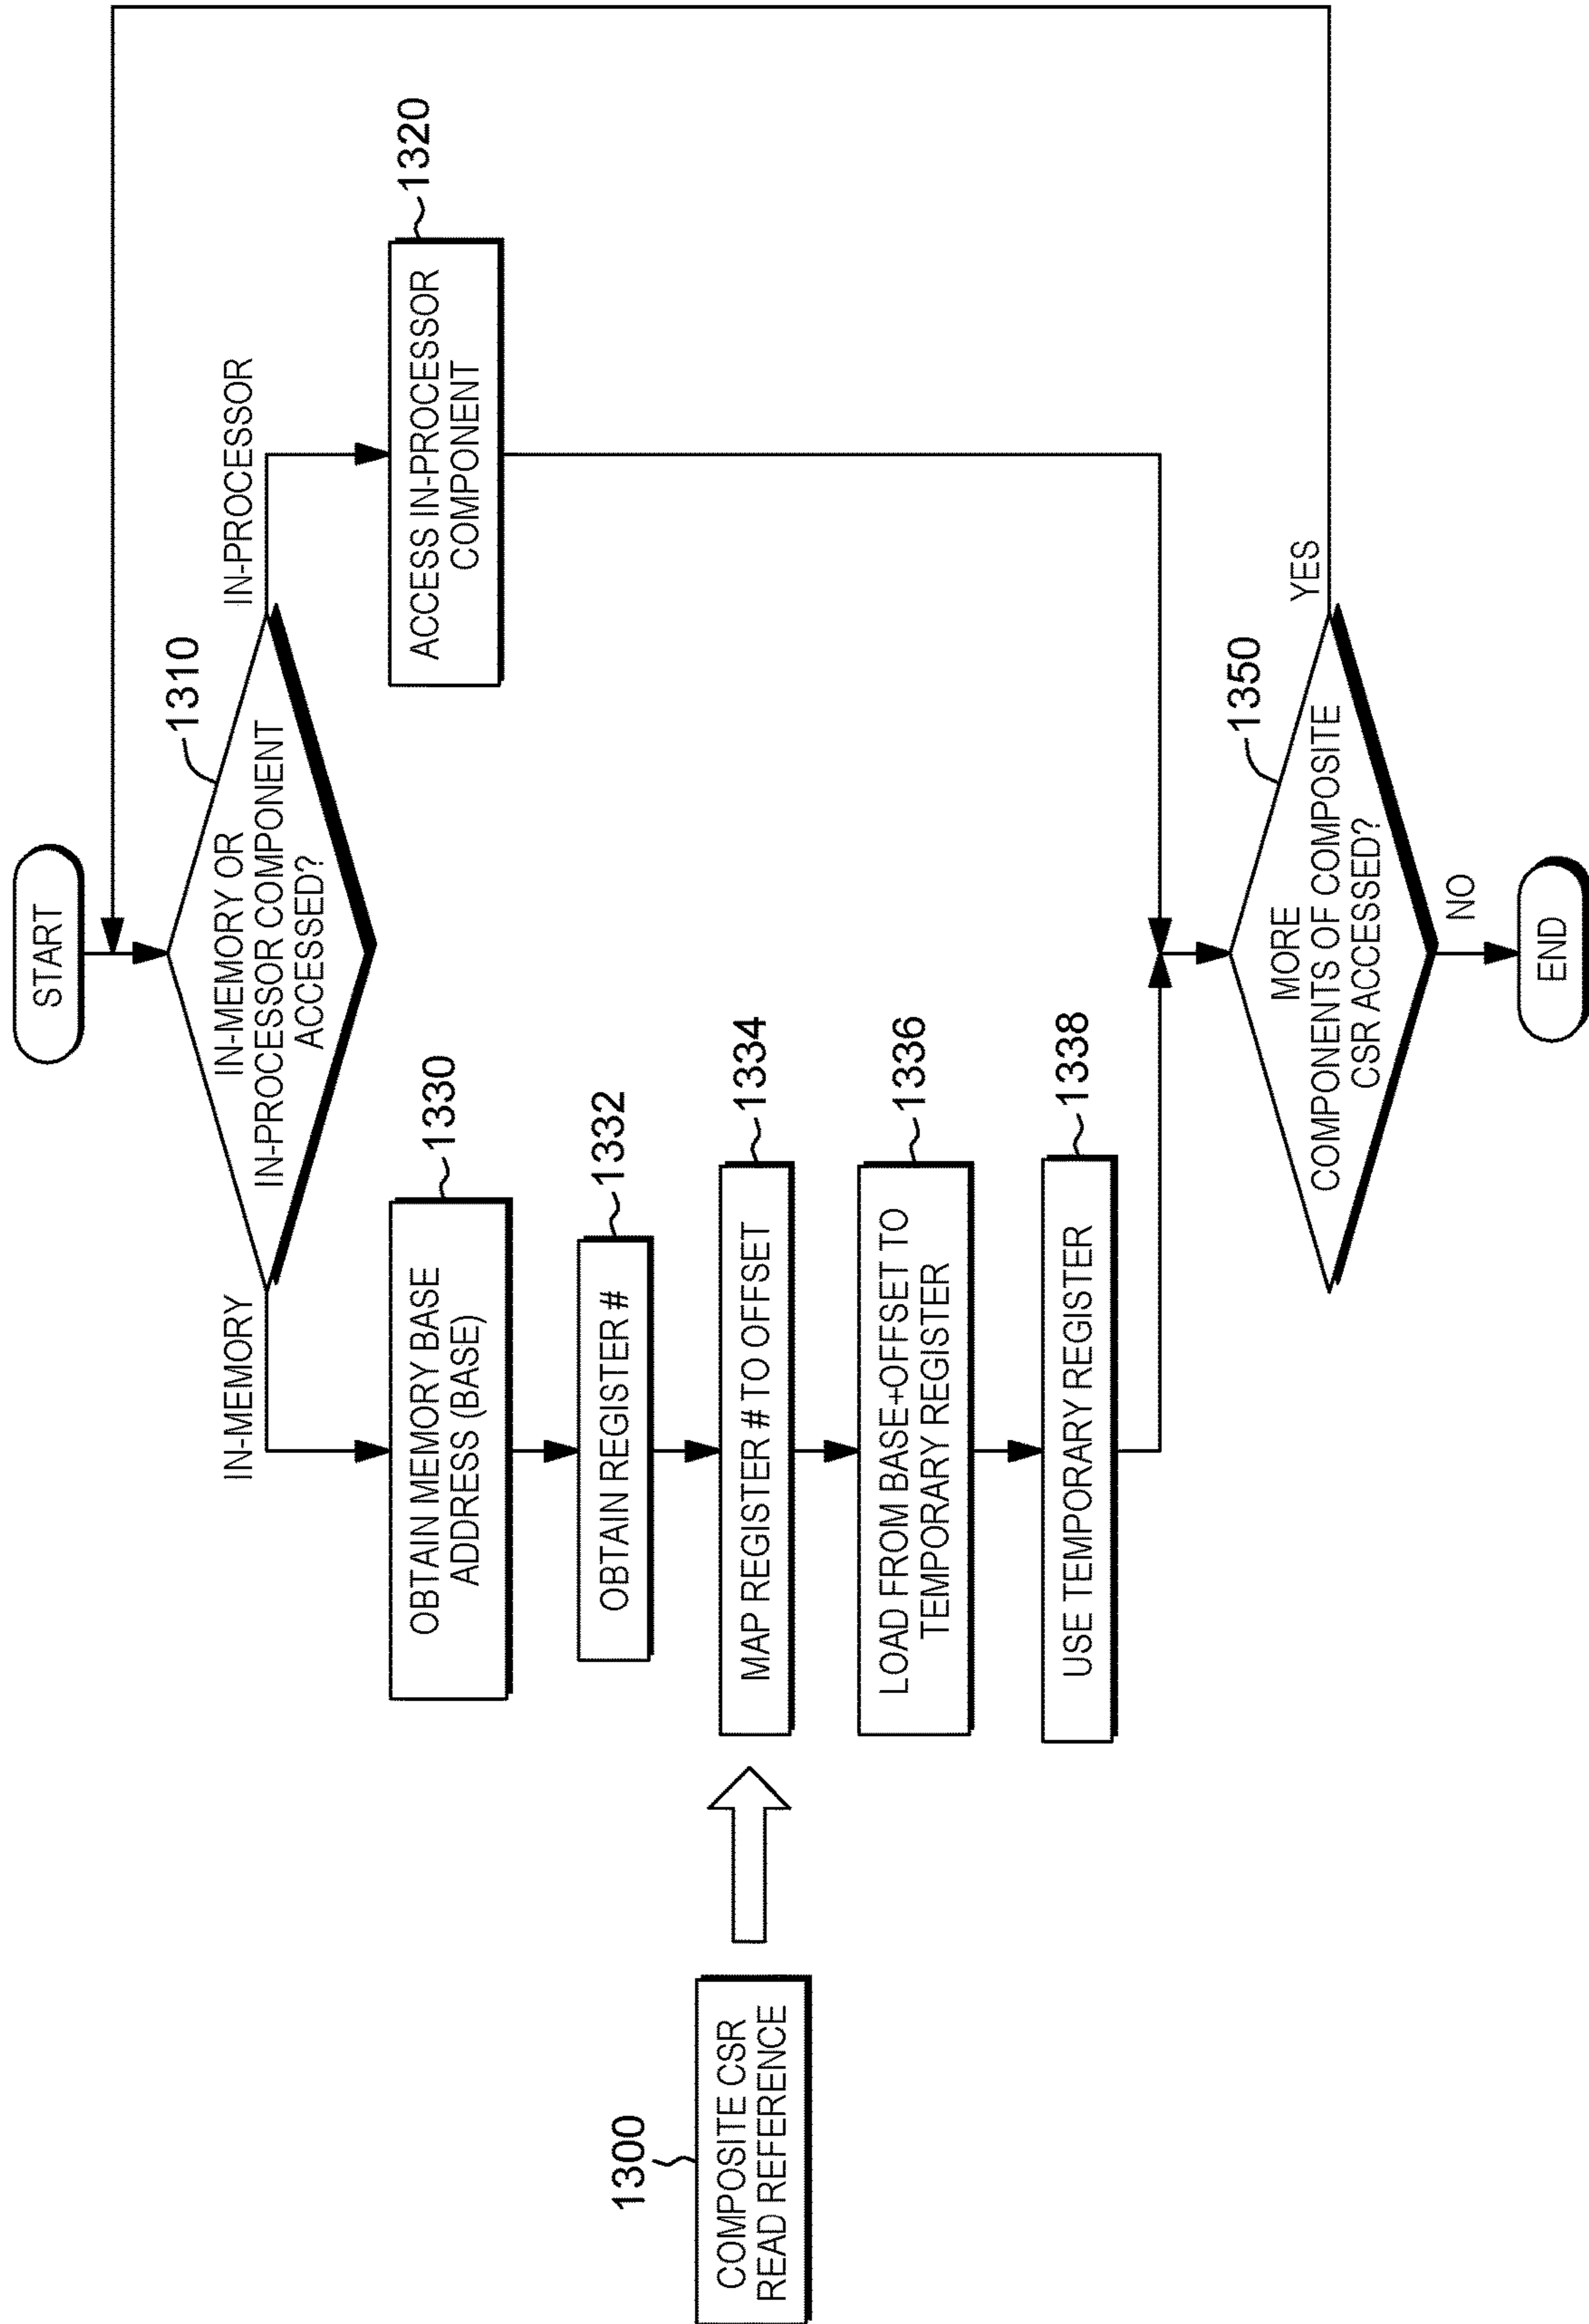 START
1310
IN-MEMORY OR
IN-PROCESSOR COMPONENT
ACCESSED?
IN-MEMORY
IN-PROCESSOR
1320
ACCESS IN-PROCESSOR
COMPONENT
1330
OBTAIN MEMORY BASE
ADDRESS (BASE)
1332
OBTAIN REGISTER #
1300
COMPOSITE CSR
READ REFERENCE
1334
MAP REGISTER # TO OFFSET
1336
LOAD FROM BASE+OFFSET TO
TEMPORARY REGISTER
1338
USE TEMPORARY REGISTER
1350
MORE
COMPONENTS OF COMPOSITE
CSR ACCESSED?
YES
NO
END